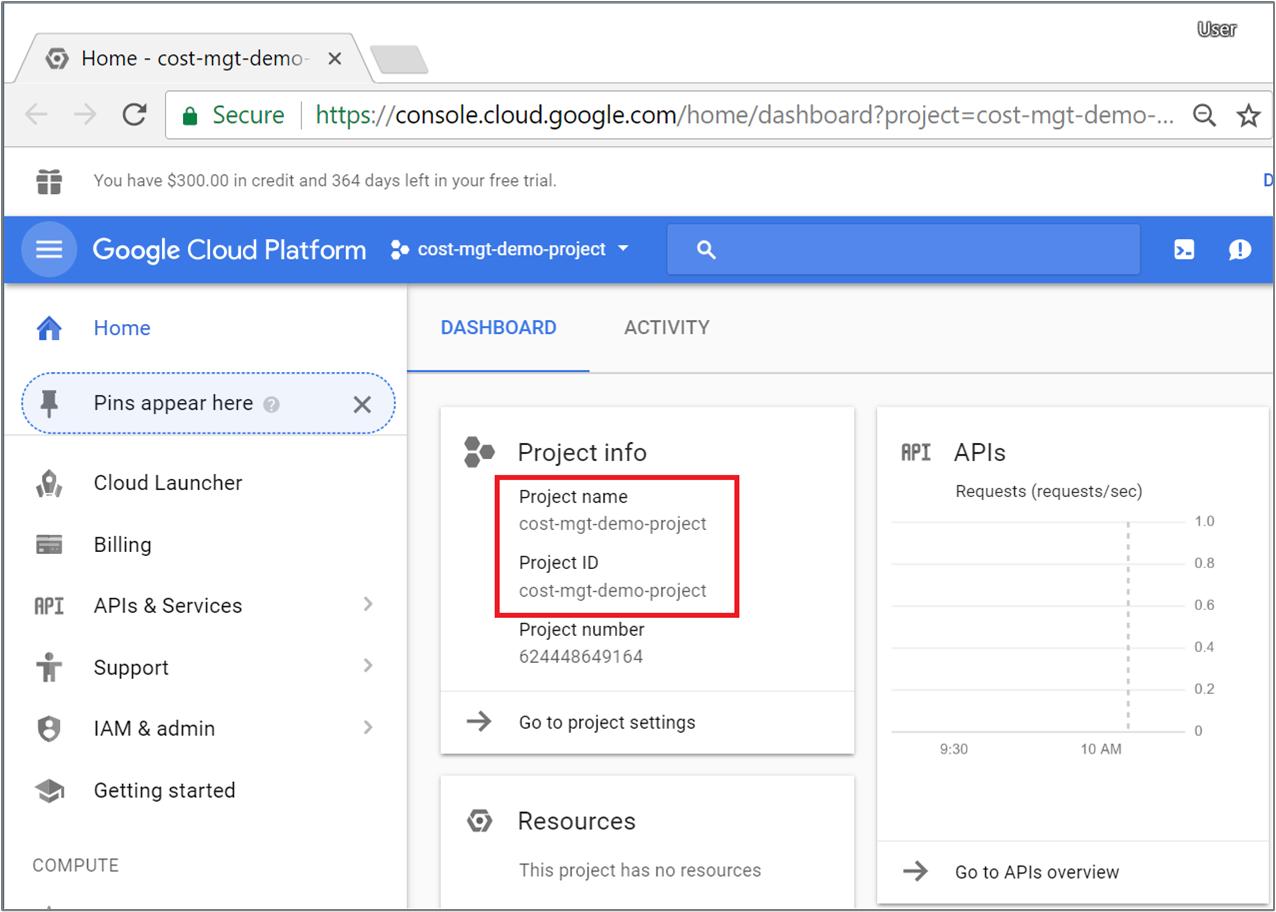 User
Home - cost-mgt-demo-
Secure https://console.cloud.google.com/home/dashboard?project=cost-mgt-demo-...
You have $300.00 in credit and 364 days left in your free trial.
D
Google Cloud Platform cost-mgt-demo-project
Home
DASHBOARD ACTIVITY
Pins appear here ?
Cloud Launcher
Billing
API APIs & Services
Support
IAM & admin
Getting started
COMPUTE
Project info
Project name
cost-mgt-demo-project
Project ID
cost-mgt-demo-project
Project number
624448649164
Go to project settings
Resources
This project has no resources
API APIs
Requests (requests/sec)
1.0
0.8
0.6
0.4
0.2
0
9:30 10 AM
Go to APIs overview